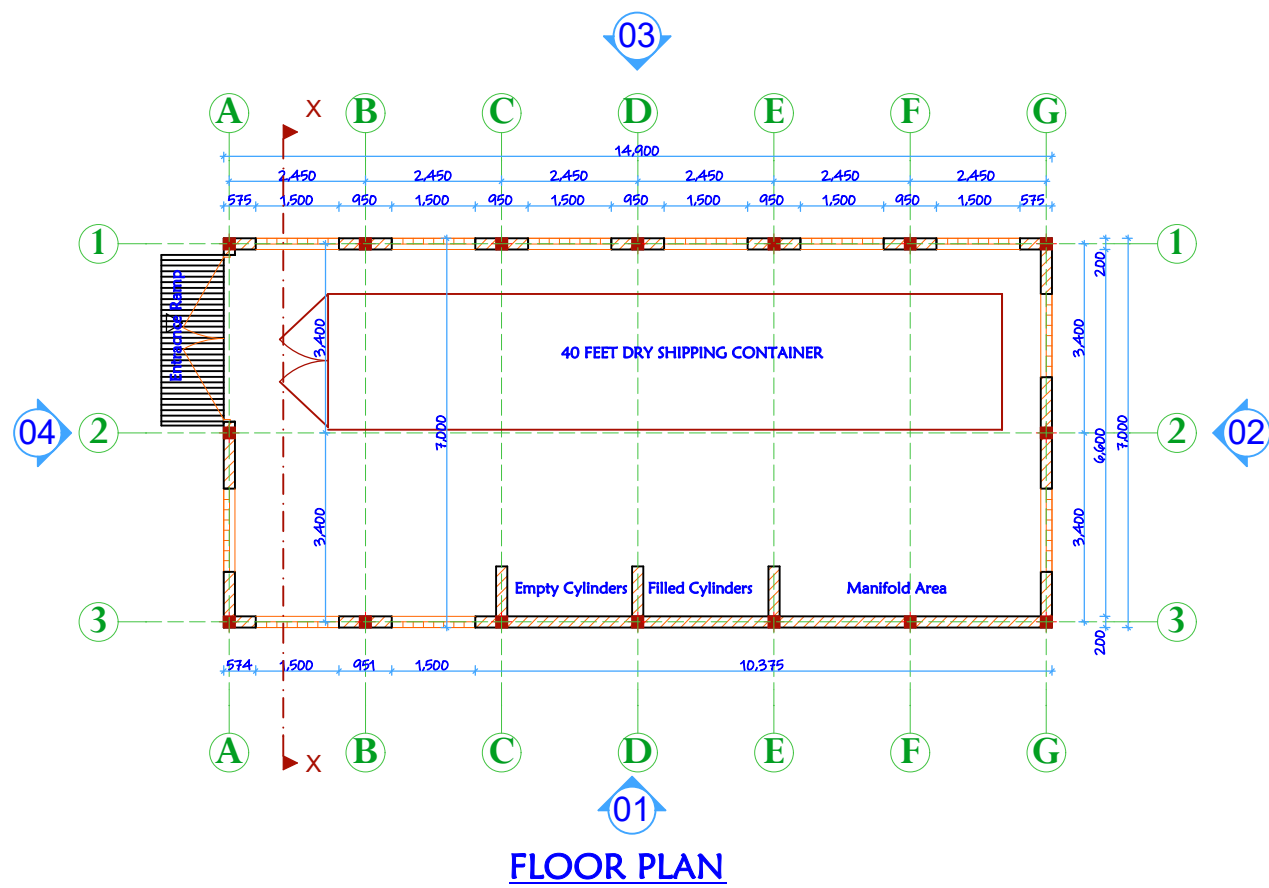 03
A B C D E F G
X
14,900
2,450 2,450 2,450 2,450 2,450 2,450
575 1,500 950 1,500 950 1,500 950 1,500 950 1,500 950 1,500 575
1 1
200
Entracnce Ramp
3,400
40 FEET DRY SHIPPING CONTAINER
3,400
04 2 2 02
7,000
6,600
7,000
3,400
3,400
Empty Cylinders Filled Cylinders Manifold Area
3 3
200
574 1,500 951 1,500 10,375
A B C D E F G
X
01
FLOOR PLAN